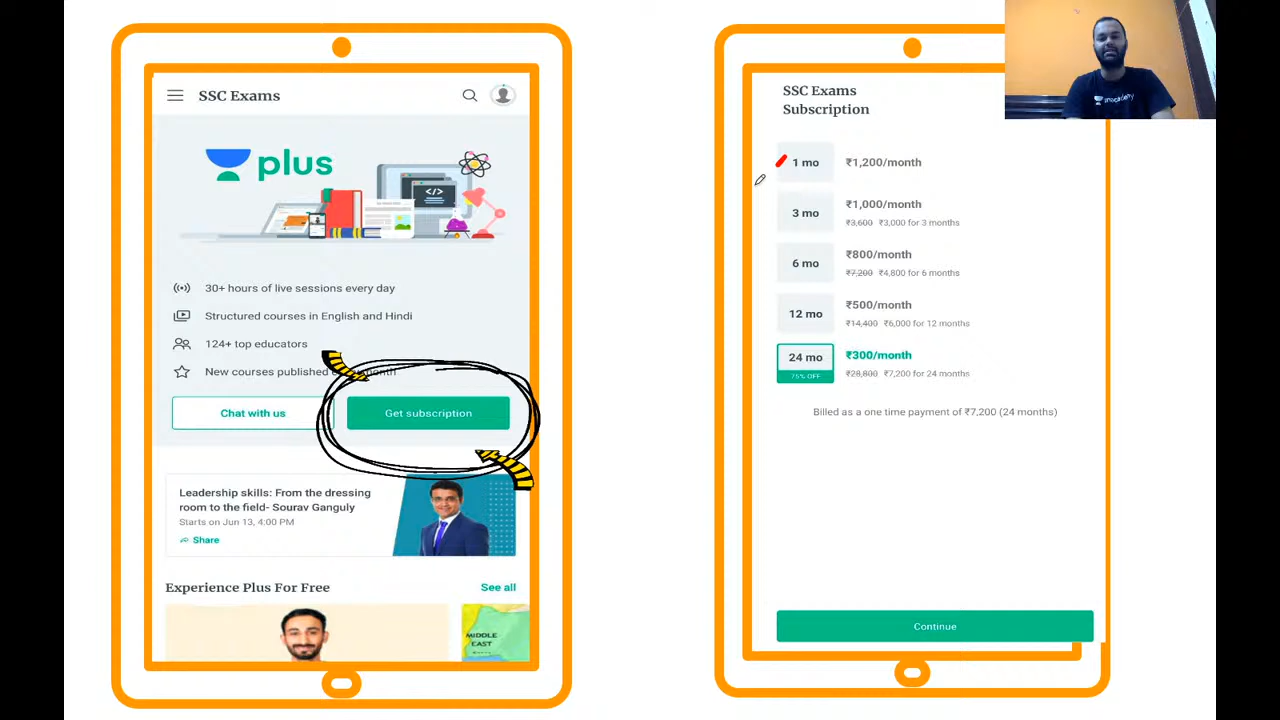 SSC Exams
plus
30+ hours of live sessions every day
Structured courses in English and Hindi
124+ top educators
New courses published
Chat with us
Get subscription
Leadership skills: From the dressing
room to the field- Sourav Ganguly
Starts on Jun 13, 4:00 PM
Share
Experience Plus For Free
See all
MIDDLE
EAST
SSC Exams
Subscription
1 mo
₹1,200/month
3 mo
₹1,000/month
₹3,600 ₹3,000 for 3 months
6 mo
₹800/month
₹7,200 ₹4,800 for 6 months
12 mo
₹500/month
₹14,400 ₹6,000 for 12 months
24 mo
75% OFF
₹300/month
₹28,800 ₹7,200 for 24 months
Billed as a one time payment of ₹7,200 (24 months)
Continue